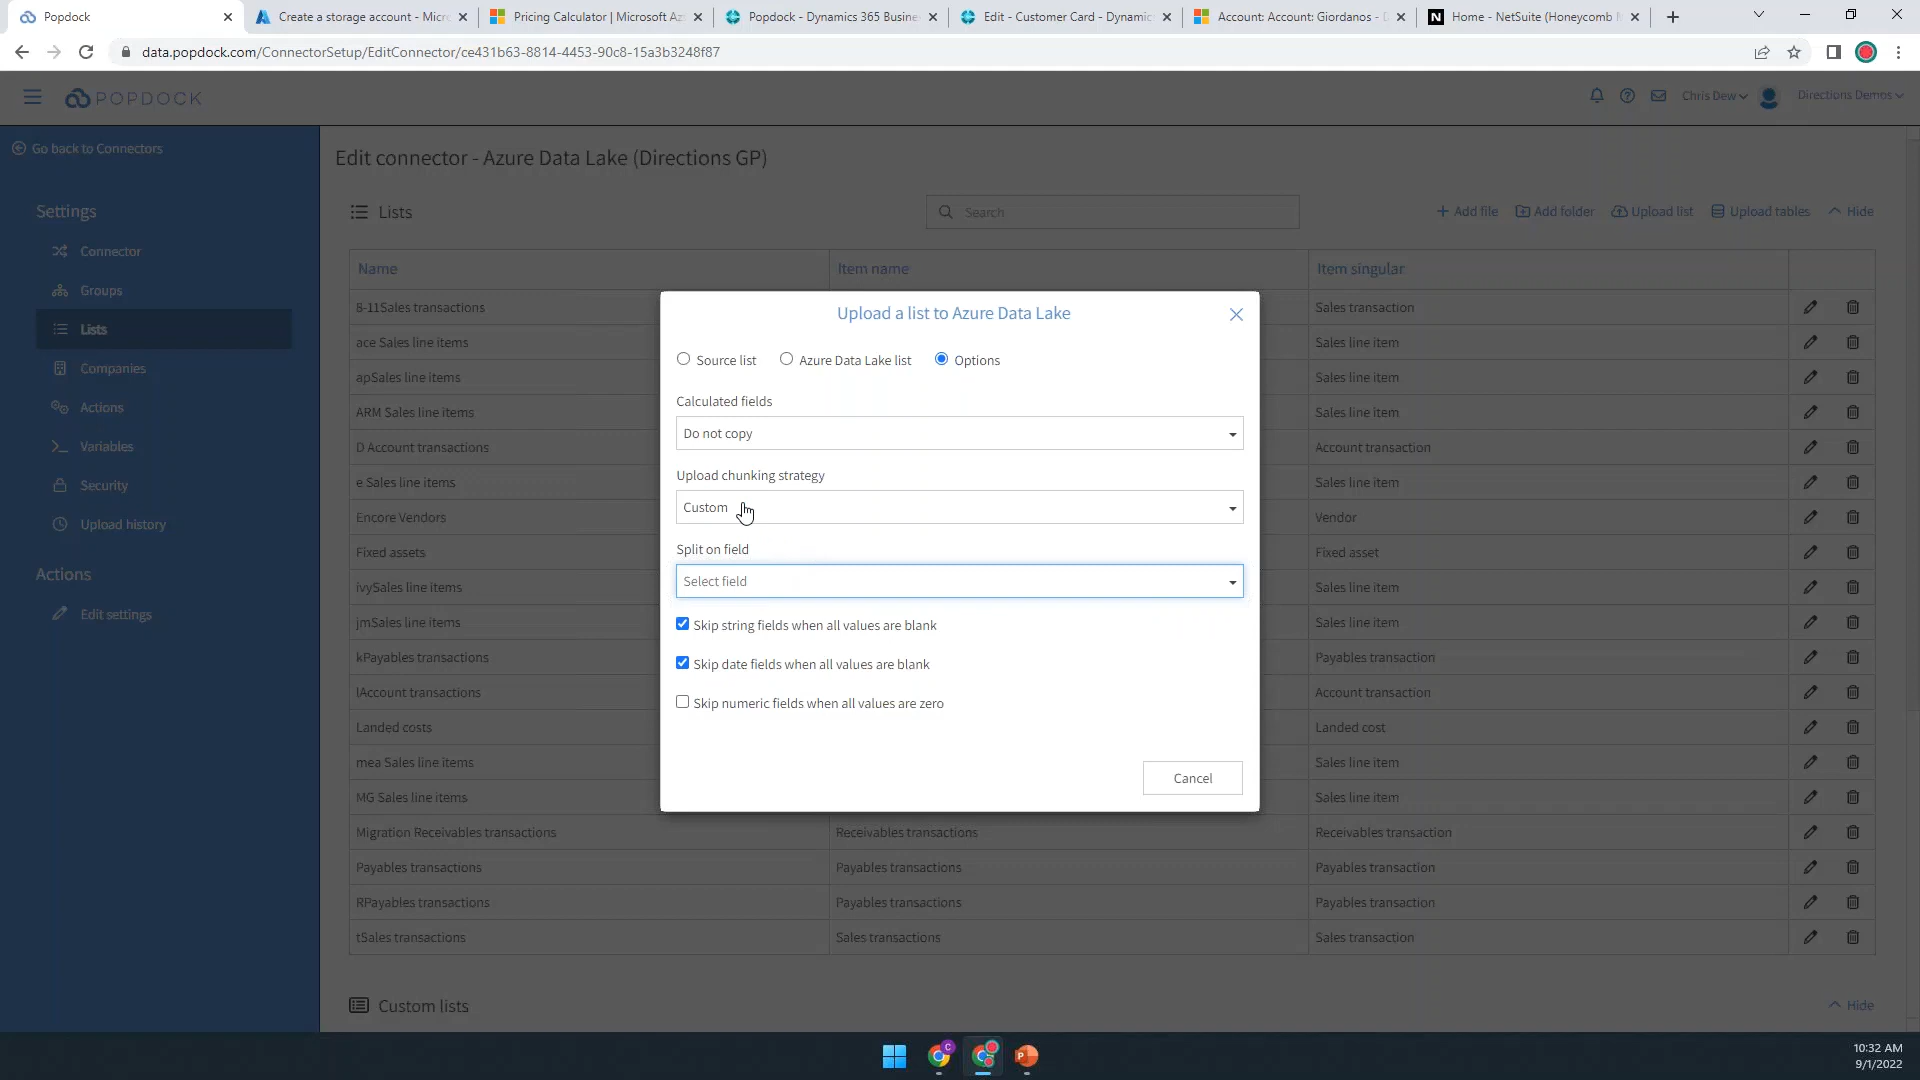 Popdock
Create a storage account - Micr
Pricing Calculator | Microsoft Az
Popdock - Dynamics 365 Busine
Edit - Customer Card - Dynamic
Account: Account: Giordanos - D
Home - NetSuite (Honeycomb M
data.popdock.com/ConnectorSetup/EditConnector/ce431b63-8814-4453-90c8-15a3b3248f87
POPDOCK
Chris Dew
Directions Demos
Go back to Connectors
Edit connector - Azure Data Lake (Directions GP)
Settings
Connector
Groups
Lists
Companies
Actions
Variables
Security
Upload history
Actions
Edit settings
Lists
Search
Add file
Add folder
Upload list
Upload tables
Hide
Name Item name Item singular
8-11Sales transactions Sales transaction
ace Sales line items Sales line item
apSales line items Sales line item
ARM Sales line items Sales line item
D Account transactions Account transaction
e Sales line items Sales line item
Encore Vendors Vendor
Fixed assets Fixed asset
ivySales line items Sales line item
jmSales line items Sales line item
kPayables transactions Payables transaction
lAccount transactions Account transaction
Landed costs Landed cost
mea Sales line items Sales line item
MG Sales line items Sales line item
Migration Receivables transactions Receivables transactions Receivables transaction
Payables transactions Payables transactions Payables transaction
RPayables transactions Payables transactions Payables transaction
tSales transactions Sales transactions Sales transaction
Custom lists
Hide
Upload a list to Azure Data Lake
Source list Azure Data Lake list Options
Calculated fields
Do not copy
Upload chunking strategy
Custom
Split on field
Select field
Skip string fields when all values are blank
Skip date fields when all values are blank
Skip numeric fields when all values are zero
Cancel
10:32 AM
9/1/2022